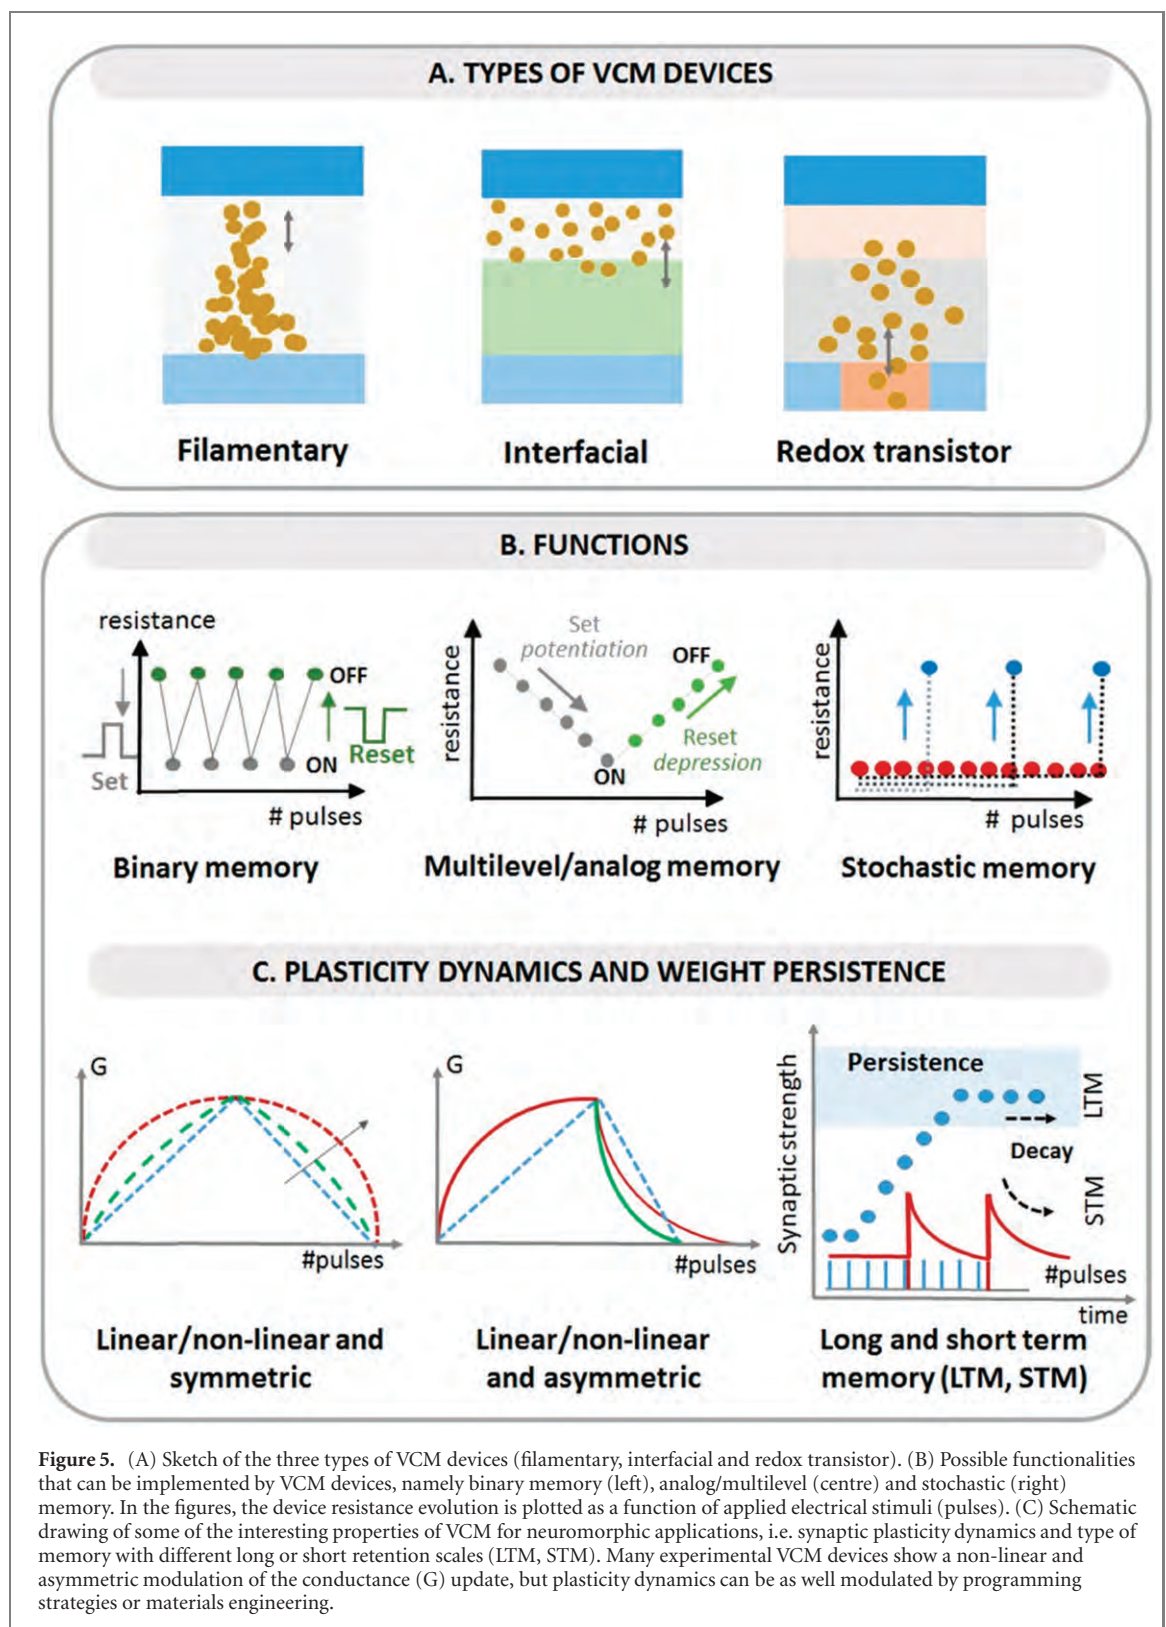 A. TYPES OF VCM DEVICES
Filamentary
Interfacial
Redox transistor
B. FUNCTIONS
resistance
OFF
ON
Set
Reset
# pulses
Binary memory
resistance
Set
potentiation
OFF
Reset
depression
ON
# pulses
Multilevel/analog memory
resistance
# pulses
Stochastic memory
C. PLASTICITY DYNAMICS AND WEIGHT PERSISTENCE
G
#pulses
Linear/non-linear and
symmetric
G
#pulses
Linear/non-linear
and asymmetric
Synaptic strength
Persistence
LTM
Decay
STM
#pulses
time
Long and short term
memory (LTM, STM)
Figure 5. (A) Sketch of the three types of VCM devices (filamentary, interfacial and redox transistor). (B) Possible functionalities
that can be implemented by VCM devices, namely binary memory (left), analog/multilevel (centre) and stochastic (right)
memory. In the figures, the device resistance evolution is plotted as a function of applied electrical stimuli (pulses). (C) Schematic
drawing of some of the interesting properties of VCM for neuromorphic applications, i.e. synaptic plasticity dynamics and type of
memory with different long or short retention scales (LTM, STM). Many experimental VCM devices show a non-linear and
asymmetric modulation of the conductance (G) update, but plasticity dynamics can be as well modulated by programming
strategies or materials engineering.